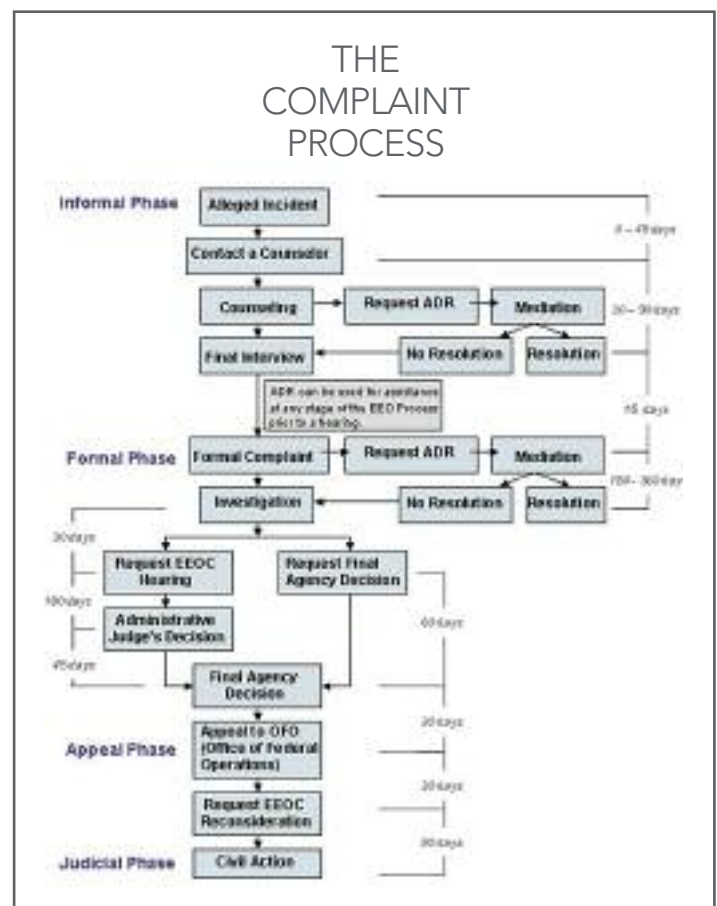 THE
COMPLAINT
PROCESS
Informal Phase
Alleged Incident
Contact a Counselor
Counseling
Request ADR
Mediation
Final Interview
No Resolution
Resolution
ADR can be used for assistance
at any stage of the EEO Process
prior to a hearing.
Formal Phase
Formal Complaint
Request ADR
Mediation
15 days
Investigation
No Resolution
Resolution
30 days
Request EEOC
Hearing
Request Final
Agency Decision
180 days
Administrative
Judge's Decision
60 days
45 days
Final Agency
Decision
30 days
Appeal Phase
Appeal to OFO
(Office of Federal
Operations)
30 days
Request EEOC
Reconsideration
90 days
Judicial Phase
Civil Action